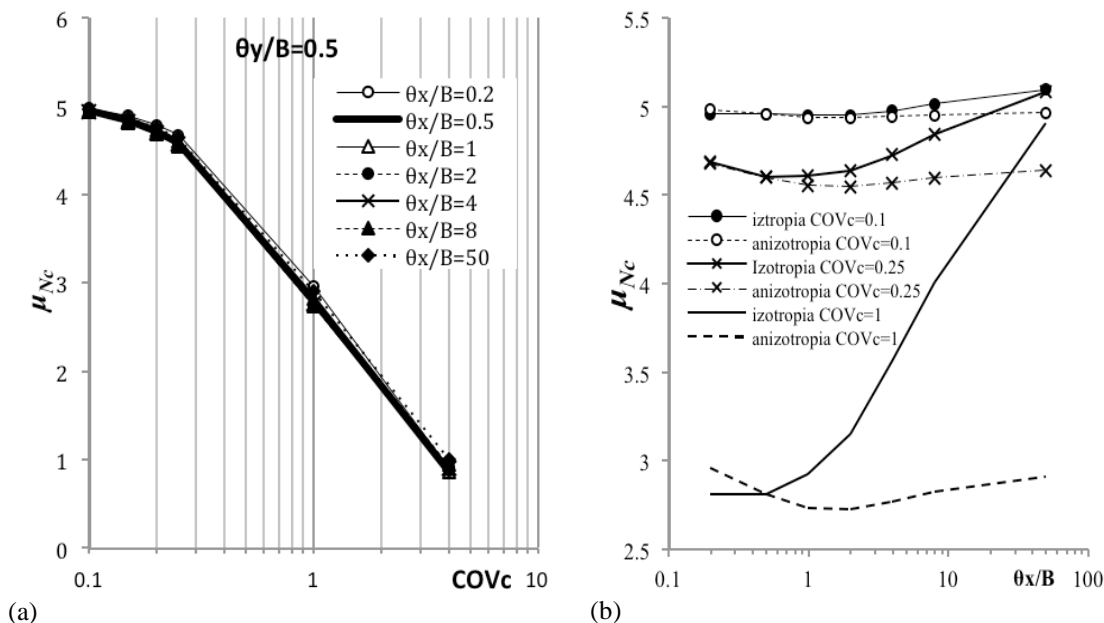 6
5
4
3
2
1
0
μNc
θy/B=0.5
θx/B=0.2
θx/B=0.5
θx/B=1
θx/B=2
θx/B=4
θx/B=8
θx/B=50
0.1
1
COVc
10
(a)
5.5
5
4.5
4
3.5
3
2.5
μNc
iztropia COVc=0.1
anizotropia COVc=0.1
Izotropia COVc=0.25
anizotropia COVc=0.25
izotropia COVc=1
anizotropia COVc=1
0.1
1
10
θx/B
100
(b)